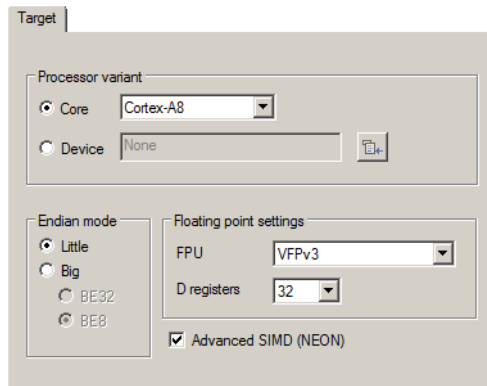 Target
Processor variant
Core Cortex-A8
Device None
Endian mode
Little
Big
BE32
BE8
Floating point settings
FPU VFPv3
D registers 32
Advanced SIMD (NEON)